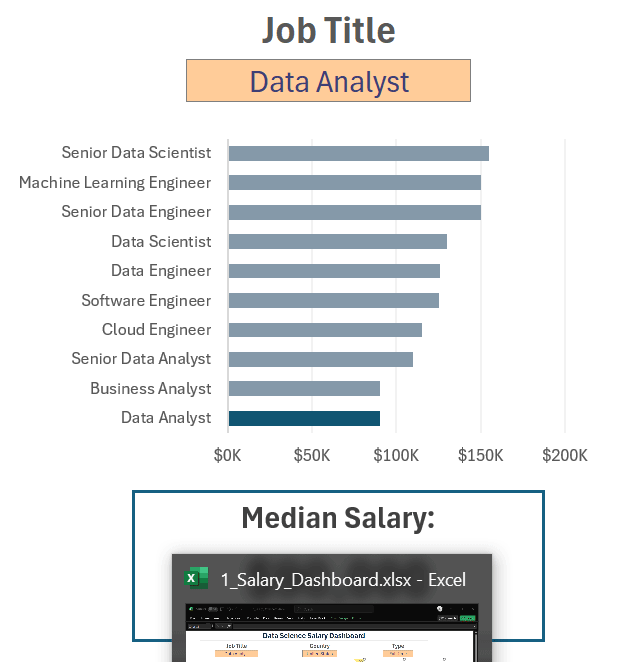 Job Title
Data Analyst
Senior Data Scientist
Machine Learning Engineer
Senior Data Engineer
Data Scientist
Data Engineer
Software Engineer
Cloud Engineer
Senior Data Analyst
Business Analyst
Data Analyst
$0K $50K $100K $150K $200K
Median Salary:
1_Salary_Dashboard.xlsx - Excel
Data Science Salary Dashboard
Job Title Country Type